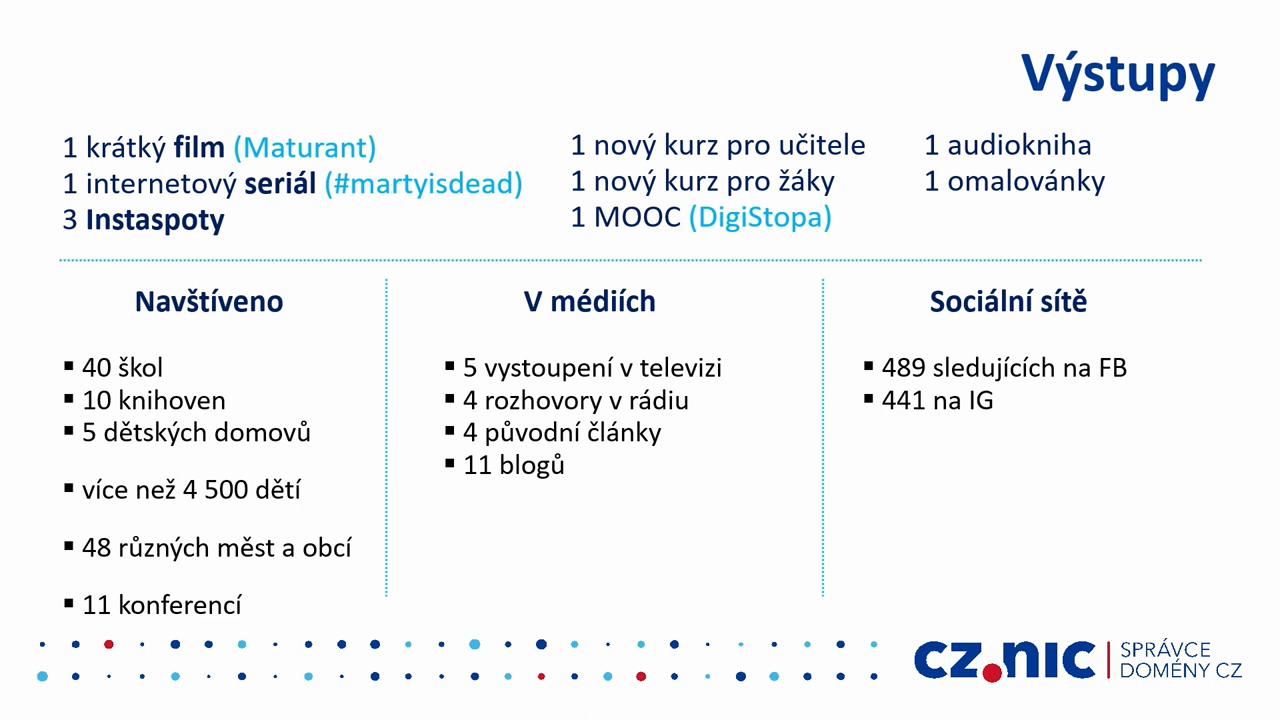 Výstupy
1 krátký film (Maturant)
1 internetový seriál (#martyisdead)
3 Instaspoty
1 nový kurz pro učitele
1 nový kurz pro žáky
1 MOOC (DigiStopa)
1 audiokniha
1 omalovánky
Navštíveno
▪ 40 škol
▪ 10 knihoven
▪ 5 dětských domovů
▪ více než 4 500 dětí
▪ 48 různých měst a obcí
▪ 11 konferencí
V médiích
▪ 5 vystoupení v televizi
▪ 4 rozhovory v rádiu
▪ 4 původní články
▪ 11 blogů
Sociální sítě
▪ 489 sledujících na FB
▪ 441 na IG
CZ.NIC
SPRÁVCE
DOMÉNY CZ